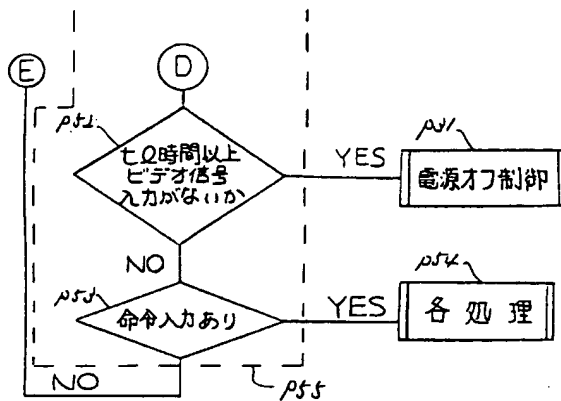 E
D
p52
tΩ時間以上
ビデオ信号
入力がないか
YES
p31
電源オフ制御
NO
p53
命令入力あり
YES
p54
各処理
NO
p55